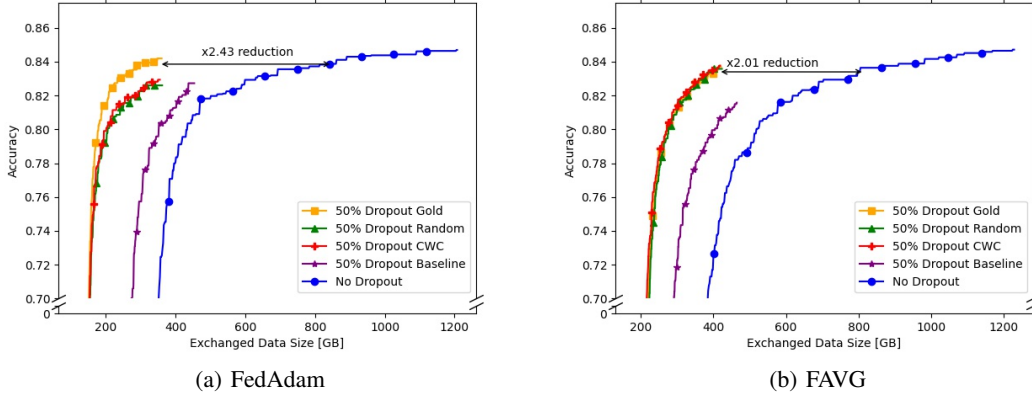 0.84
0.82
0.80
0.78
0.76
0.74
0.72
0.70
0
Accuracy
x2.43 reduction
50% Dropout Gold
50% Dropout Random
50% Dropout CWC
50% Dropout Baseline
No Dropout
200 400 600 800 1000 1200
Exchanged Data Size [GB]
(a) FedAdam
0.84
0.82
0.80
0.78
0.76
0.74
0.72
0.70
0
Accuracy
x2.01 reduction
50% Dropout Gold
50% Dropout Random
50% Dropout CWC
50% Dropout Baseline
No Dropout
200 400 600 800 1000 1200
Exchanged Data Size [GB]
(b) FAVG